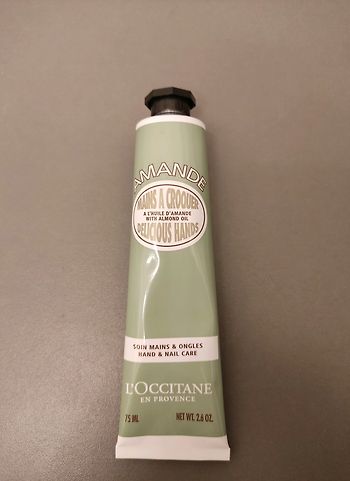 AMANDE
MAINS À CROQUER
À L'HUILE D'AMANDE
WITH ALMOND OIL
DELICIOUS HANDS
SOIN MAINS & ONGLES
HAND & NAIL CARE
L'OCCITANE
EN PROVENCE
75 ML NET WT. 2.6 OZ.